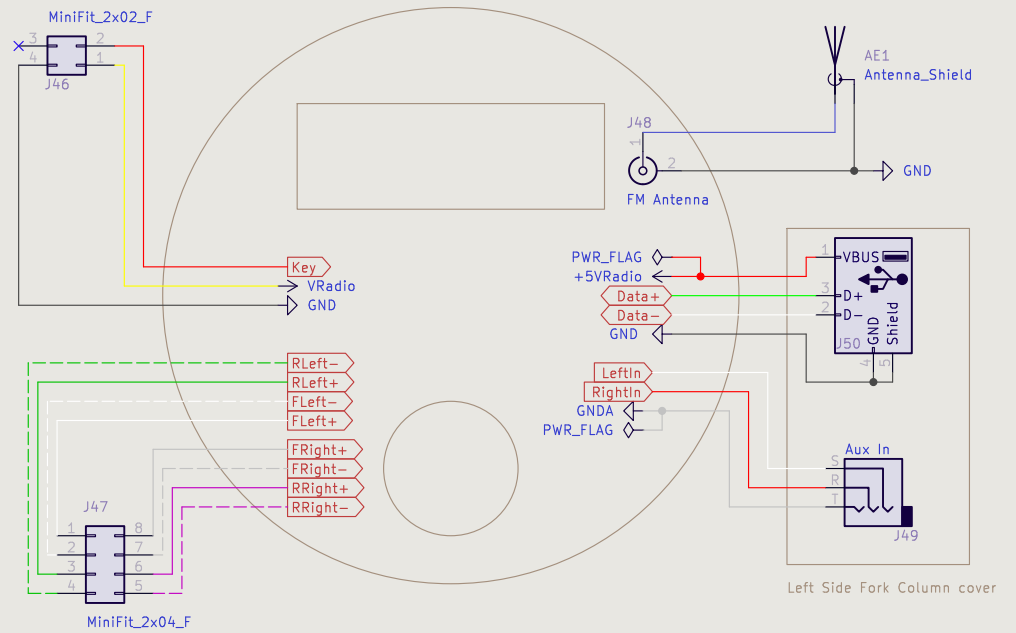 MiniFit_2x02_F
3 2
4 1
J46
AE1
Antenna_Shield
J48
1
2
GND
FM Antenna
Key
VRadio
GND
PWR_FLAG
+5VRadio
Data+
Data-
GND
1 VBUS
3 D+
2 D-
J50
GND
Shield
4 5
RLeft-
RLeft+
FLeft-
FLeft+
FRight+
FRight-
RRight+
RRight-
LeftIn
RightIn
GNDA
PWR_FLAG
Aux In
S
R
T
J49
J47
1 8
2 7
3 6
4 5
MiniFit_2x04_F
Left Side Fork Column cover